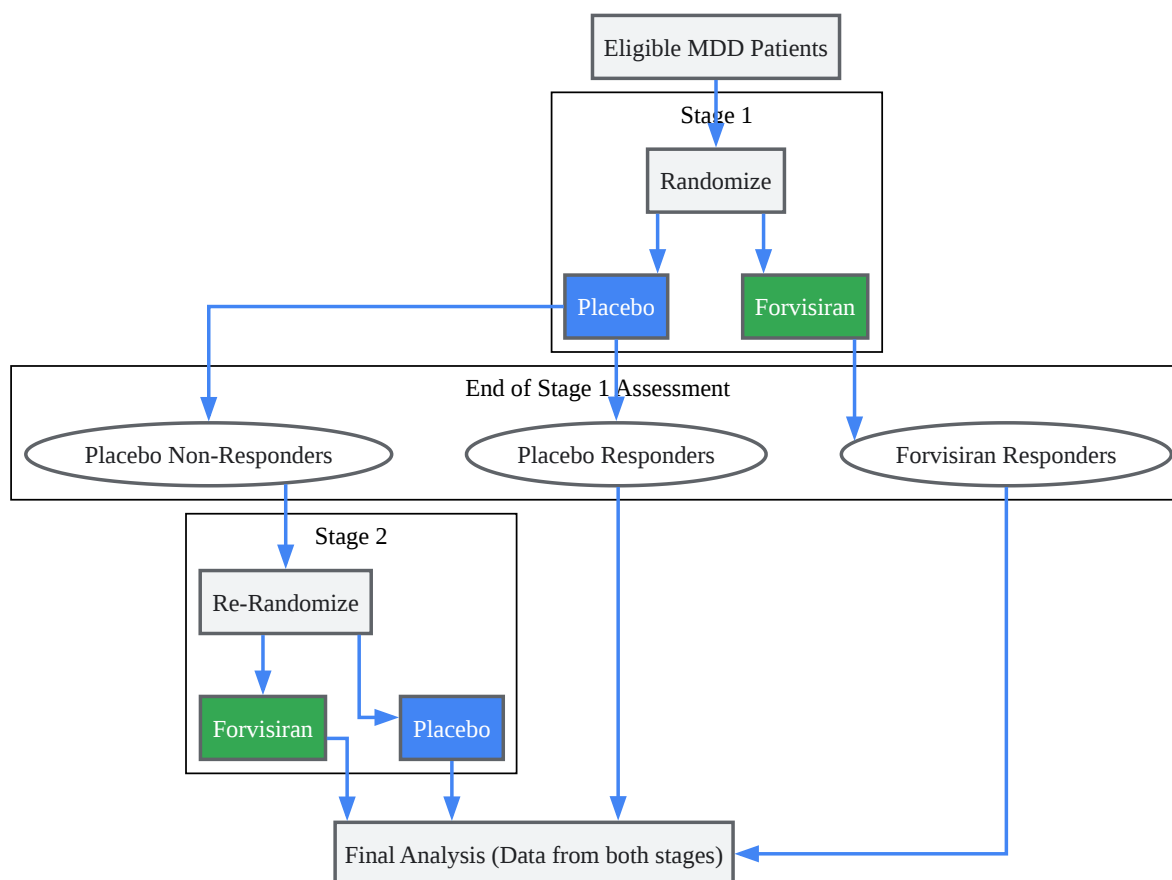 Eligible MDD Patients
Stage 1
Randomize
Placebo
Forvisiran
End of Stage 1 Assessment
Placebo Non-Responders
Placebo Responders
Forvisiran Responders
Stage 2
Re-Randomize
Forvisiran
Placebo
Final Analysis (Data from both stages)